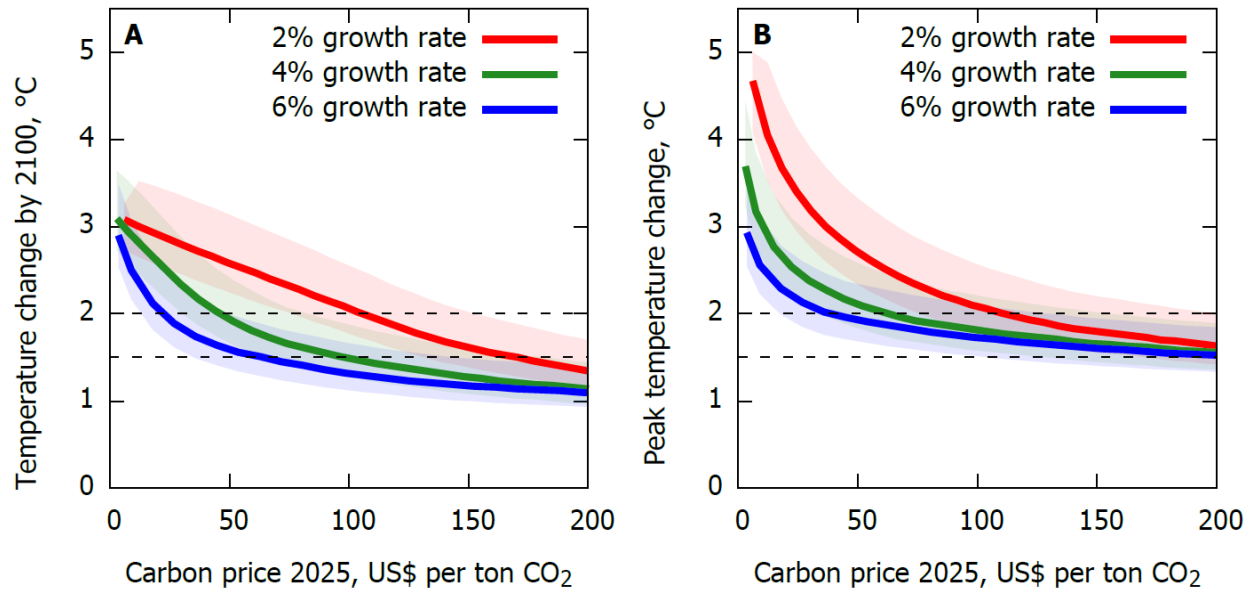 A
2% growth rate
4% growth rate
6% growth rate
5
4
3
2
1
0
0 50 100 150 200
Temperature change by 2100, °C
Carbon price 2025, US$ per ton CO₂
B
2% growth rate
4% growth rate
6% growth rate
5
4
3
2
1
0
0 50 100 150 200
Peak temperature change, °C
Carbon price 2025, US$ per ton CO₂